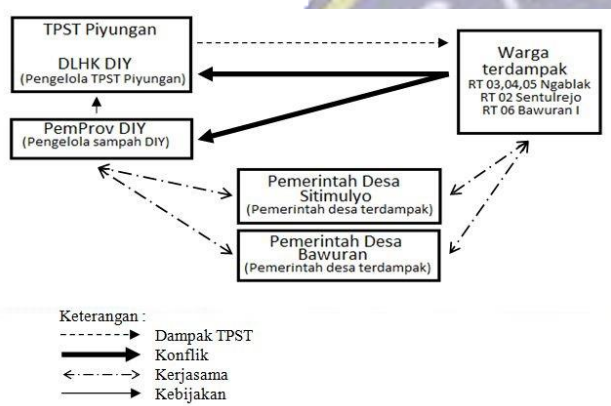 TPST Piyungan
DLHK DIY
(Pengelola TPST Piyungan)
Warga
terdampak
RT 03,04,05 Ngablak
RT 02 Sentulrejo
RT 06 Bawuran I
PemProv DIY
(Pengelola sampah DIY)
Pemerintah Desa
Sitimulyo
(Pemerintah desa terdampak)
Pemerintah Desa
Bawuran
(Pemerintah desa terdampak)
Keterangan :
Dampak TPST
Konflik
Kerjasama
Kebijakan